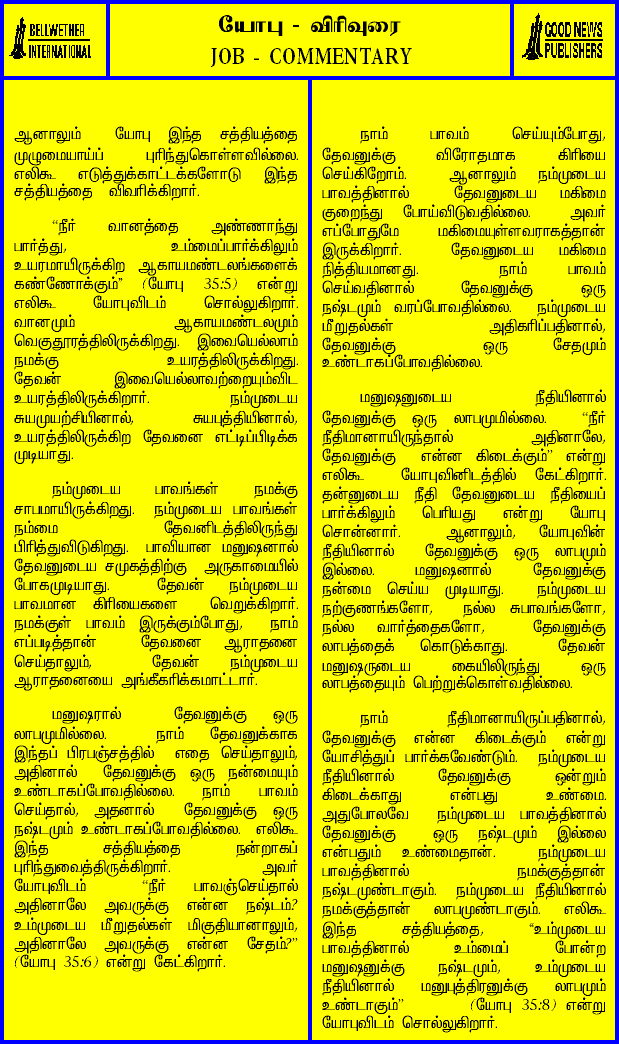 BELLWETHER
INTERNATIONAL
யோபு - விரிவுரை
JOB - COMMENTARY
GOOD NEWS
PUBLISHERS
ஆனாலும் யோபு இந்த சத்தியத்தை
முழுமையாய்ப் புரிந்துகொள்ளவில்லை.
எலிகூ எடுத்துக்காட்டக்களோடு இந்த
சத்தியத்தை விவரிக்கிறார்.
“நீர் வானத்தை அண்ணாந்து
பார்த்து, உம்மைப்பார்க்கிலும்
உயரமாயிருக்கிற ஆகாயமண்டலங்களைக்
கண்ணோக்கும்” (யோபு 35:5) என்று
எலிகூ யோபுவிடம் சொல்லுகிறார்.
வானமும் ஆகாயமண்டலமும்
வெகுதூரத்திலிருக்கிறது. இவையெல்லாம்
நமக்கு உயரத்திலிருக்கிறது.
தேவன் இவையெல்லாவற்றையும்விட
உயரத்திலிருக்கிறார். நம்முடைய
சுயமுயற்சியினால், சுயபுத்தியினால்,
உயரத்திலிருக்கிற தேவனை எட்டிப்பிடிக்க
முடியாது.
நம்முடைய பாவங்கள் நமக்கு
சாபமாயிருக்கிறது. நம்முடைய பாவங்கள்
நம்மை தேவனிடத்திலிருந்து
பிரித்துவிடுகிறது. பாவியான மனுஷனால்
தேவனுடைய சமுகத்திற்கு அருகாமையில்
போகமுடியாது. தேவன் நம்முடைய
பாவமான கிரியைகளை வெறுக்கிறார்.
நமக்குள் பாவம் இருக்கும்போது, நாம்
எப்படித்தான் தேவனை ஆராதனை
செய்தாலும், தேவன் நம்முடைய
ஆராதனையை அங்கீகரிக்கமாட்டார்.
மனுஷரால் தேவனுக்கு ஒரு
லாபமுமில்லை. நாம் தேவனுக்காக
இந்தப் பிரபஞ்சத்தில் எதை செய்தாலும்,
அதினால் தேவனுக்கு ஒரு நன்மையும்
உண்டாகப்போவதில்லை. நாம் பாவம்
செய்தால், அதனால் தேவனுக்கு ஒரு
நஷ்டமும் உண்டாகப்போவதில்லை. எலிகூ
இந்த சத்தியத்தை நன்றாகப்
புரிந்துவைத்திருக்கிறார். அவர்
யோபுவிடம் “நீர் பாவஞ்செய்தால்
அதினாலே அவருக்கு என்ன நஷ்டம்?
உம்முடைய மீறுதல்கள் மிகுதியானாலும்,
அதினாலே அவருக்கு என்ன சேதம்?”
(யோபு 35:6) என்று கேட்கிறார்.
நாம் பாவம் செய்யும்போது,
தேவனுக்கு விரோதமாக கிரியை
செய்கிறோம். ஆனாலும் நம்முடைய
பாவத்தினால் தேவனுடைய மகிமை
குறைந்து போய்விடுவதில்லை. அவர்
எப்போதுமே மகிமையுள்ளவராகத்தான்
இருக்கிறார். தேவனுடைய மகிமை
நித்தியமானது. நாம் பாவம்
செய்வதினால் தேவனுக்கு ஒரு
நஷ்டமும் வரப்போவதில்லை. நம்முடைய
மீறுதல்கள் அதிகரிப்பதினால்,
தேவனுக்கு ஒரு சேதமும்
உண்டாகப்போவதில்லை.
மனுஷனுடைய நீதியினால்
தேவனுக்கு ஒரு லாபமுமில்லை. “நீர்
நீதிமானாயிருந்தால் அதினாலே,
தேவனுக்கு என்ன கிடைக்கும்” என்று
எலிகூ யோபுவினிடத்தில் கேட்கிறார்.
தன்னுடைய நீதி தேவனுடைய நீதியைப்
பார்க்கிலும் பெரியது என்று யோபு
சொன்னார். ஆனாலும், யோபுவின்
நீதியினால் தேவனுக்கு ஒரு லாபமும்
இல்லை. மனுஷனால் தேவனுக்கு
நன்மை செய்ய முடியாது. நம்முடைய
நற்குணங்களோ, நல்ல சுபாவங்களோ,
நல்ல வார்த்தைகளோ, தேவனுக்கு
லாபத்தைக் கொடுக்காது. தேவன்
மனுஷருடைய கையிலிருந்து ஒரு
லாபத்தையும் பெற்றுக்கொள்வதில்லை.
நாம் நீதிமானாயிருப்பதினால்,
தேவனுக்கு என்ன கிடைக்கும் என்று
யோசித்துப் பார்க்கவேண்டும். நம்முடைய
நீதியினால் தேவனுக்கு ஒன்றும்
கிடைக்காது என்பது உண்மை.
அதுபோலவே நம்முடைய பாவத்தினால்
தேவனுக்கு ஒரு நஷ்டமும் இல்லை
என்பதும் உண்மைதான். நம்முடைய
பாவத்தினால் நமக்குத்தான்
நஷ்டமுண்டாகும். நம்முடைய நீதியினால்
நமக்குத்தான் லாபமுண்டாகும். எலிகூ
இந்த சத்தியத்தை, “உம்முடைய
பாவத்தினால் உம்மைப் போன்ற
மனுஷனுக்கு நஷ்டமும், உம்முடைய
நீதியினால் மனுபுத்திரனுக்கு லாபமும்
உண்டாகும்” (யோபு 35:8) என்று
யோபுவிடம் சொல்லுகிறார்.